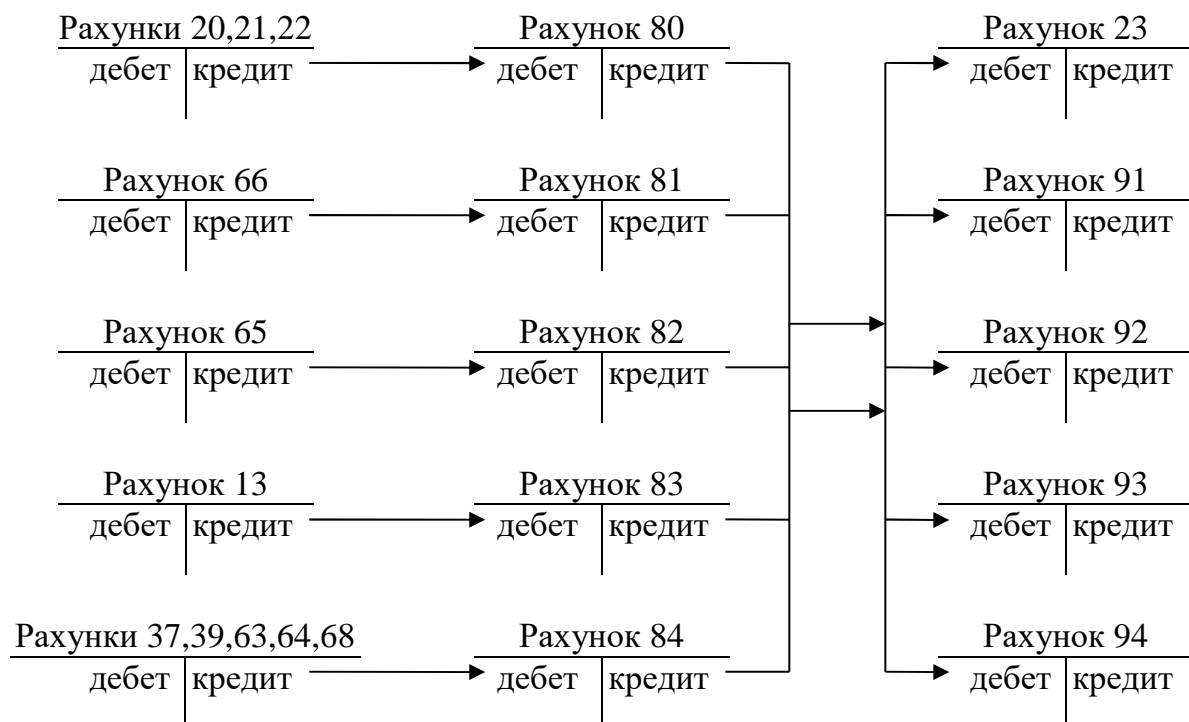 Рахунки 20,21,22 Рахунок 80 Рахунок 23
дебет кредит дебет кредит дебет кредит
Рахунок 66 Рахунок 81 Рахунок 91
дебет кредит дебет кредит дебет кредит
Рахунок 65 Рахунок 82 Рахунок 92
дебет кредит дебет кредит дебет кредит
Рахунок 13 Рахунок 83 Рахунок 93
дебет кредит дебет кредит дебет кредит
Рахунки 37,39,63,64,68 Рахунок 84 Рахунок 94
дебет кредит дебет кредит дебет кредит